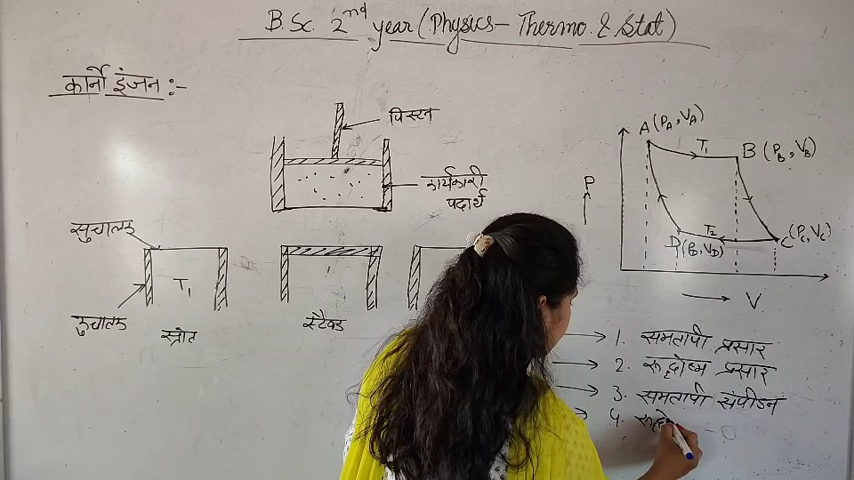 B.Sc. 2nd year (Physics- Thermo. & Stat)
कार्नो इंजन :-
पिस्टन
कार्यकारी
पदार्थ
सुचालक
T₁
कुचालक
स्त्रोत
स्टैण्ड
A (P_A, V_A)
T₁
B (P_B, V_B)
P
T₂
C (P_C, V_C)
D (P_D, V_D)
V
1. समतापी प्रसार
2. रूद्धोष्म प्रसार
3. समतापी संपीडन
4. रूद्धो